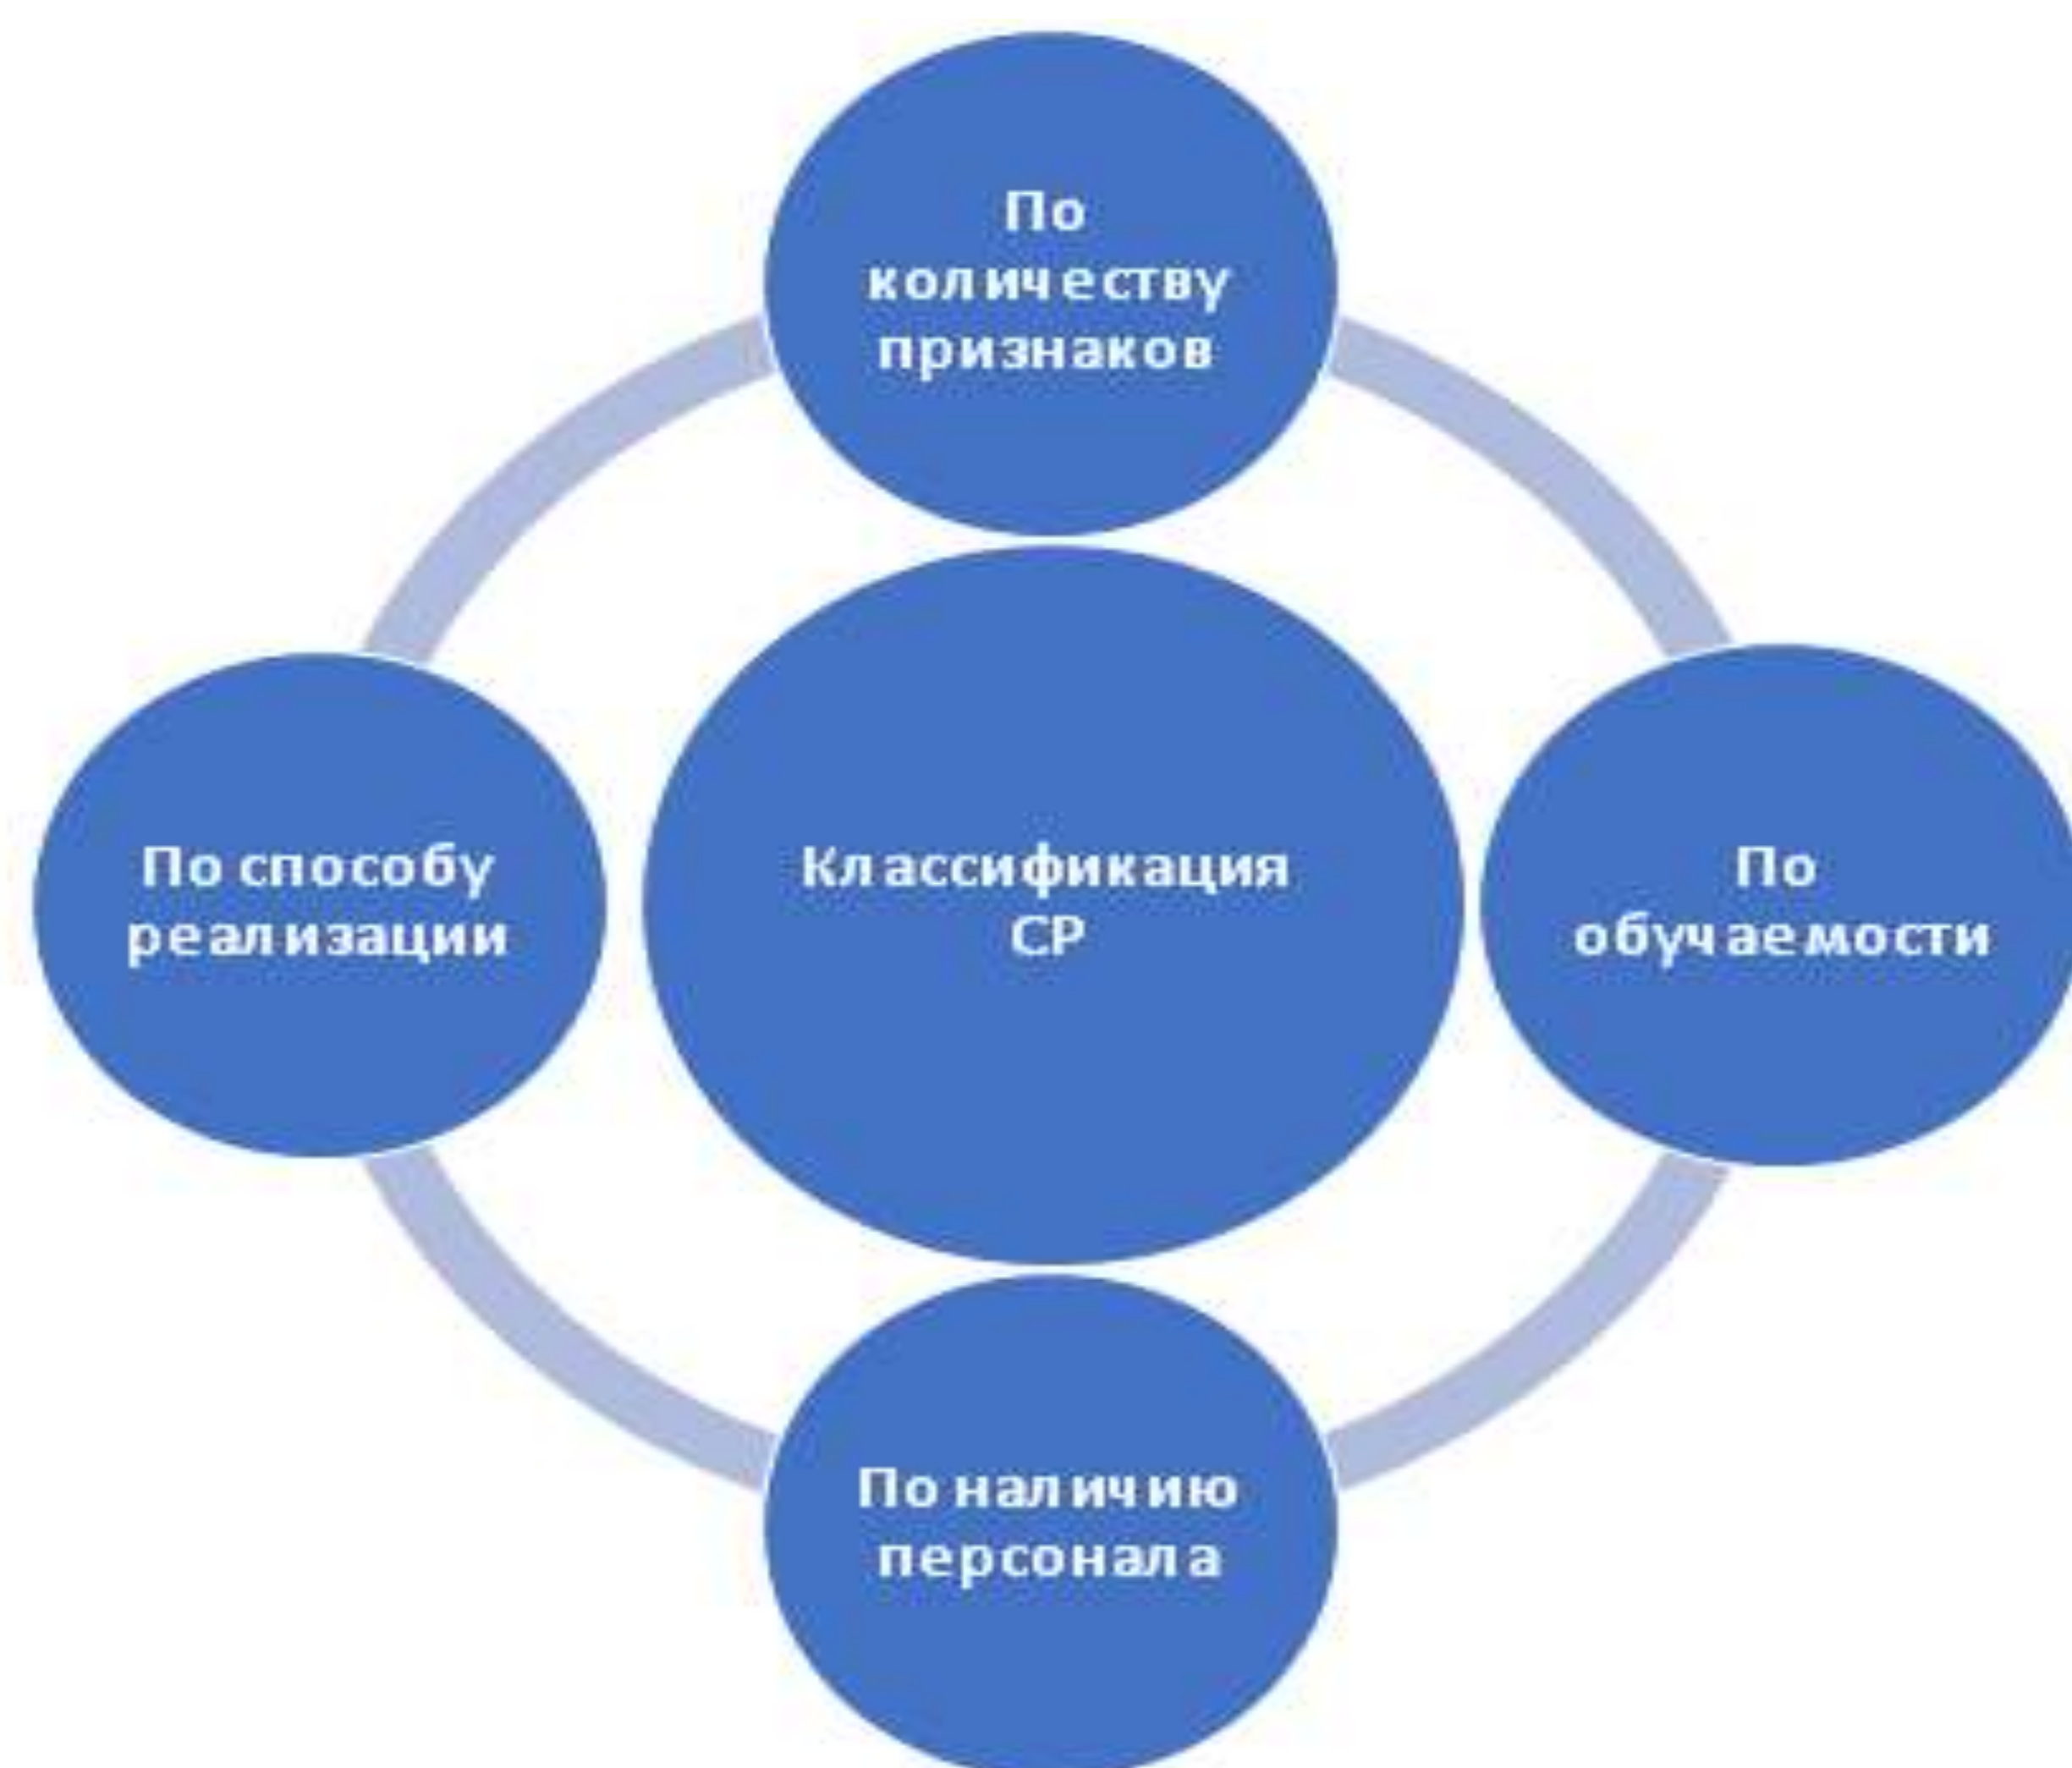 По
количеству
признаков
По способу
реализации
Классификация
СР
По
обучаемости
По наличию
персонала